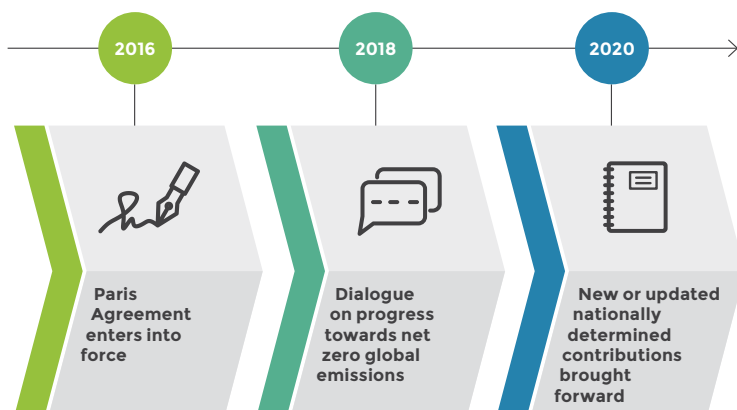 2016
2018
2020
Paris
Agreement
enters into
force
Dialogue
on progress
towards net
zero global
emissions
New or updated
nationally
determined
contributions
brought
forward